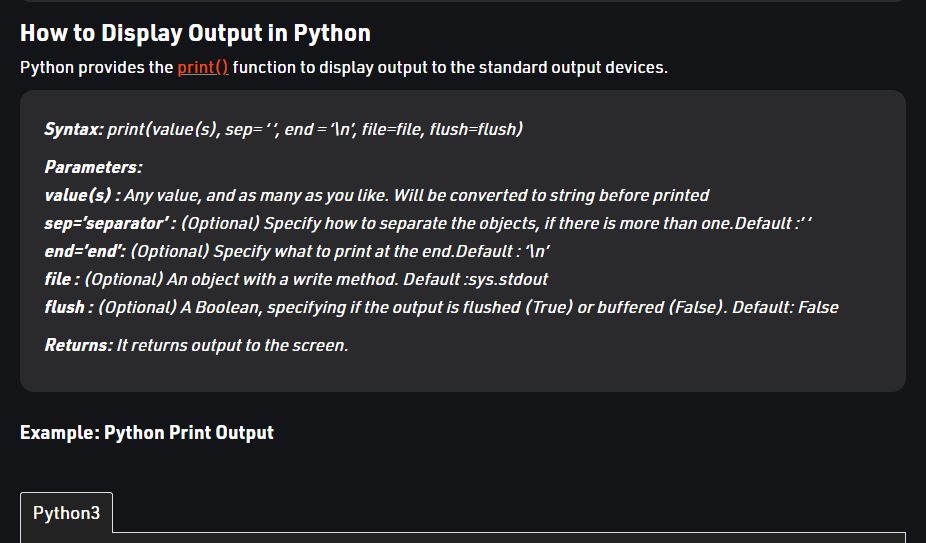 How to Display Output in Python
Python provides the print() function to display output to the standard output devices.
Syntax: print(value(s), sep= ‘ ‘, end = ‘\n’, file=file, flush=flush)
Parameters:
value(s) : Any value, and as many as you like. Will be converted to string before printed
sep=’separator’ : (Optional) Specify how to separate the objects, if there is more than one.Default :’ ‘
end=’end’: (Optional) Specify what to print at the end.Default : ‘\n’
file : (Optional) An object with a write method. Default :sys.stdout
flush : (Optional) A Boolean, specifying if the output is flushed (True) or buffered (False). Default: False
Returns: It returns output to the screen.
Example: Python Print Output
Python3